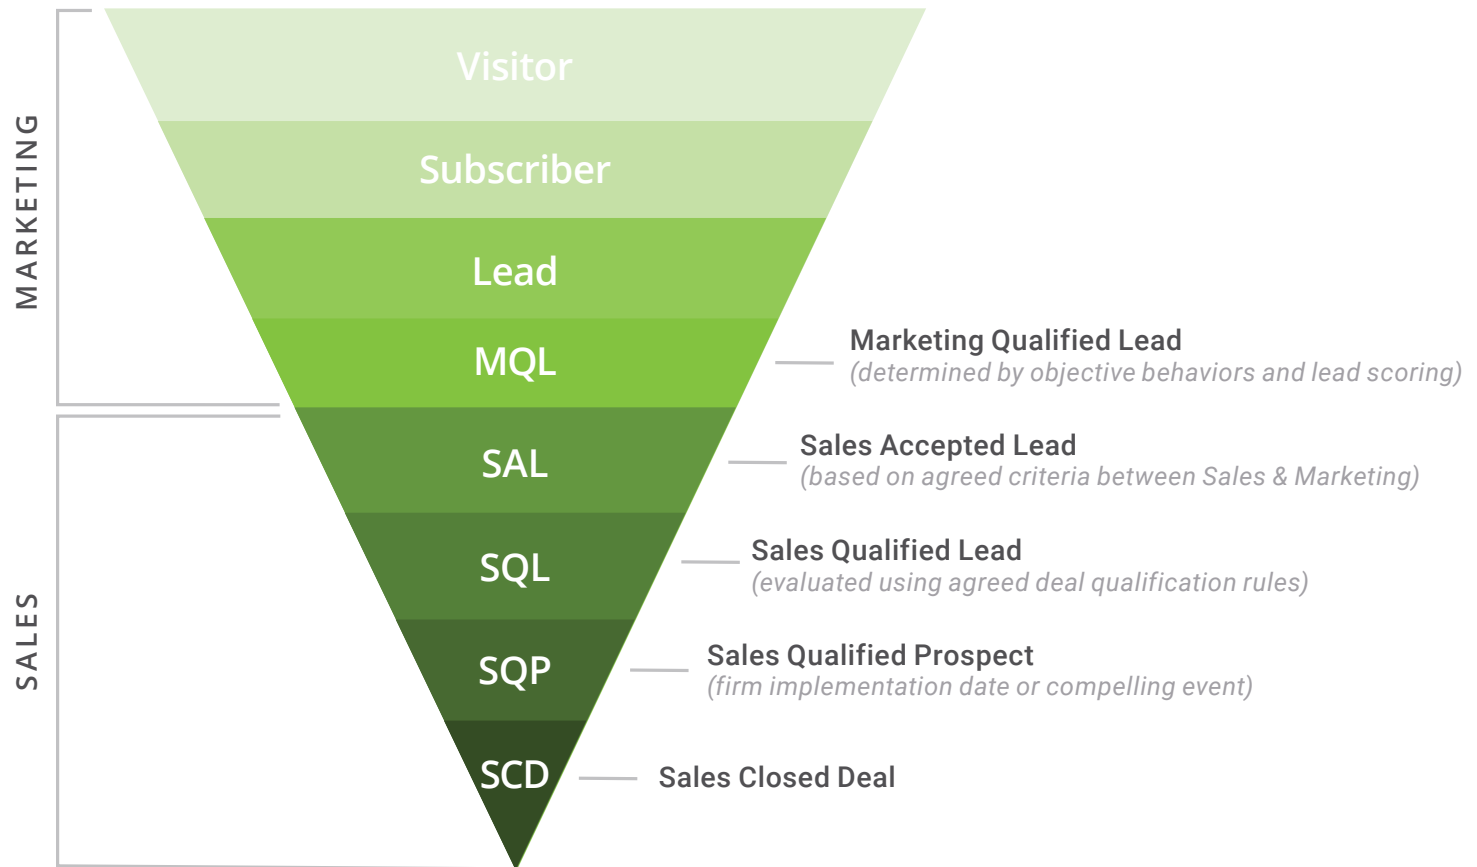 MARKETING
Visitor
Subscriber
Lead
MQL
Marketing Qualified Lead
(determined by objective behaviors and lead scoring)
SALES
SAL
Sales Accepted Lead
(based on agreed criteria between Sales & Marketing)
SQL
Sales Qualified Lead
(evaluated using agreed deal qualification rules)
SQP
Sales Qualified Prospect
(firm implementation date or compelling event)
SCD
Sales Closed Deal